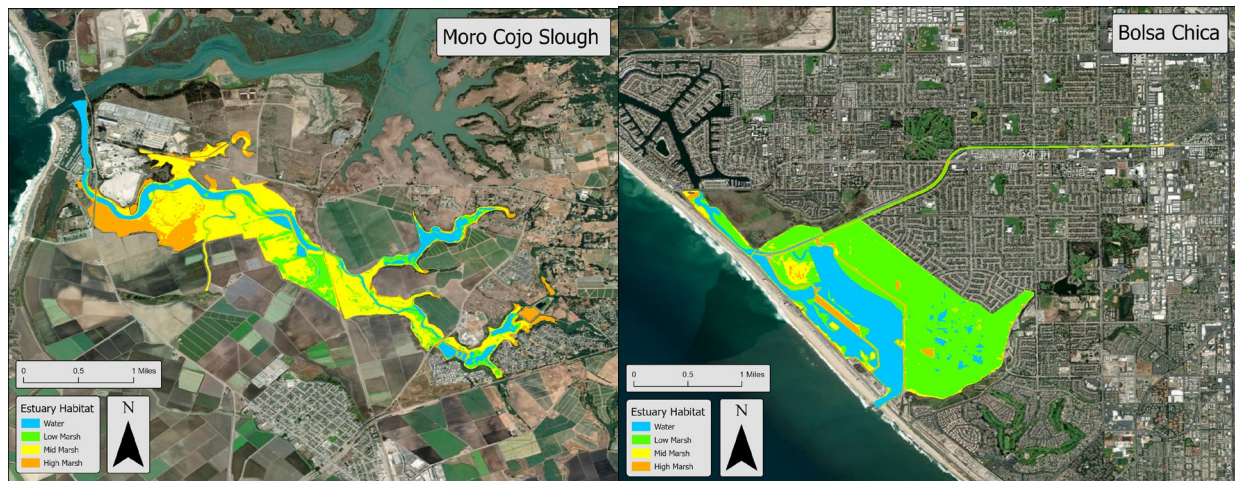 Moro Cojo Slough
0 0.5 1 Miles
Estuary Habitat
Water
Low Marsh
Mid Marsh
High Marsh
N
Bolsa Chica
0 0.5 1 Miles
Estuary Habitat
Water
Low Marsh
Mid Marsh
High Marsh
N